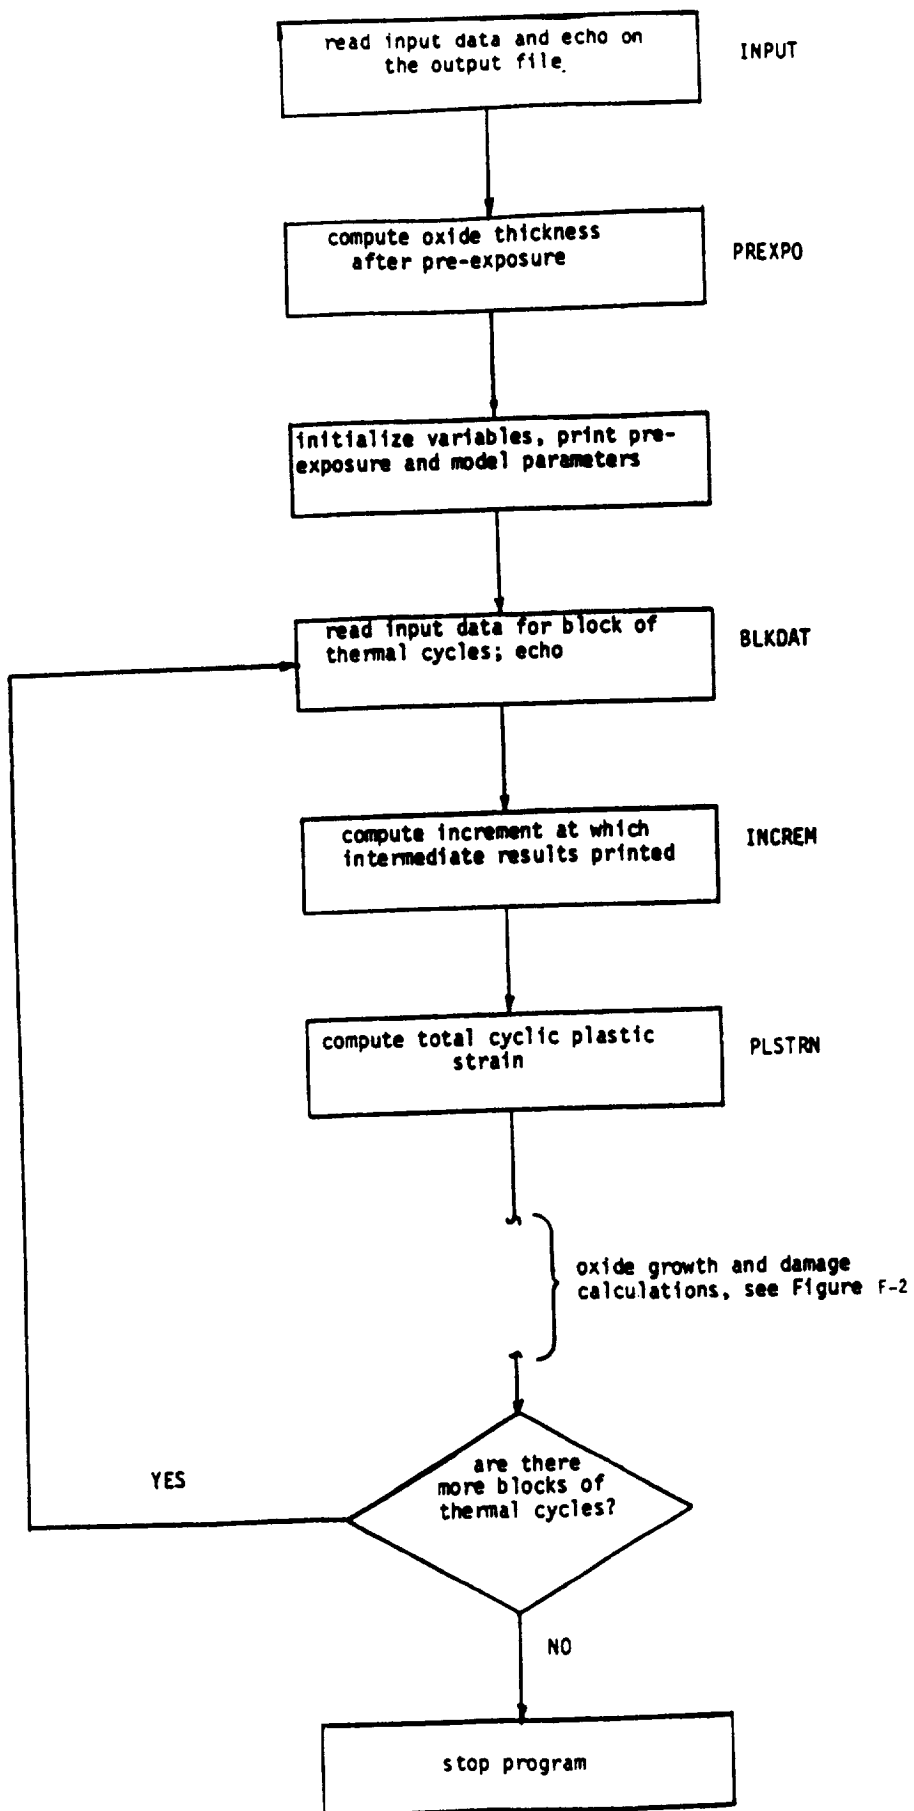 read input data and echo on
the output file.
INPUT
compute oxide thickness
after pre-exposure
PREXPO
initialize variables, print pre-
exposure and model parameters
read input data for block of
thermal cycles; echo
BLKDAT
compute increment at which
intermediate results printed
INCREM
compute total cyclic plastic
strain
PLSTRN
oxide growth and damage
calculations, see Figure F-2
are there
more blocks of
thermal cycles?
YES
NO
stop program